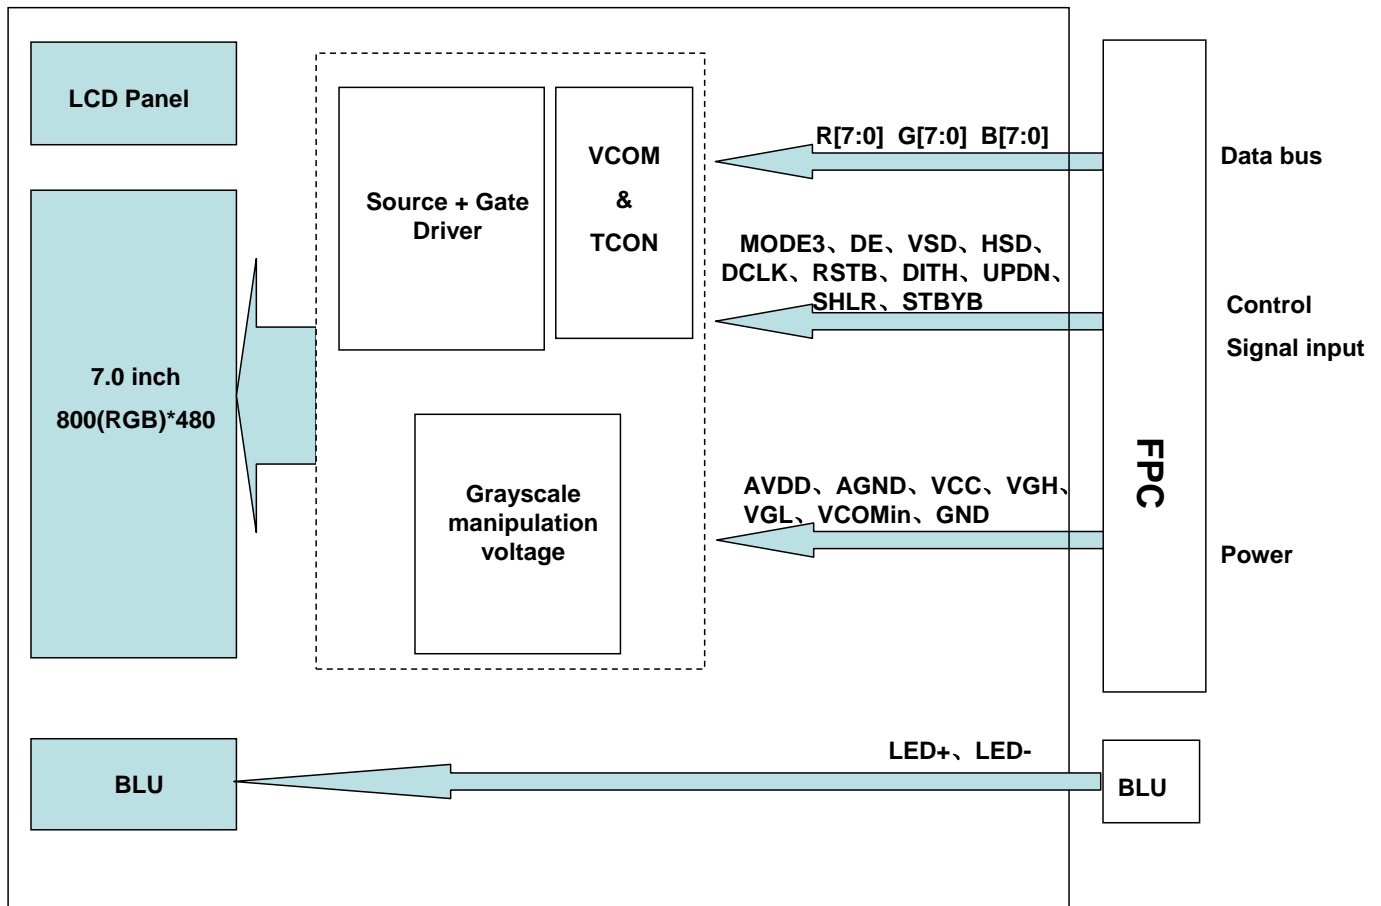 LCD Panel
7.0 inch
800(RGB)*480
BLU
Source + Gate
Driver
VCOM
&
TCON
Grayscale
manipulation
voltage
R[7:0] G[7:0] B[7:0]
MODE3、DE、VSD、HSD、
DCLK、RSTB、DITH、UPDN、
SHLR、STBYB
AVDD、AGND、VCC、VGH、
VGL、VCOMin、GND
LED+、LED-
FPC
BLU
Data bus
Control
Signal input
Power